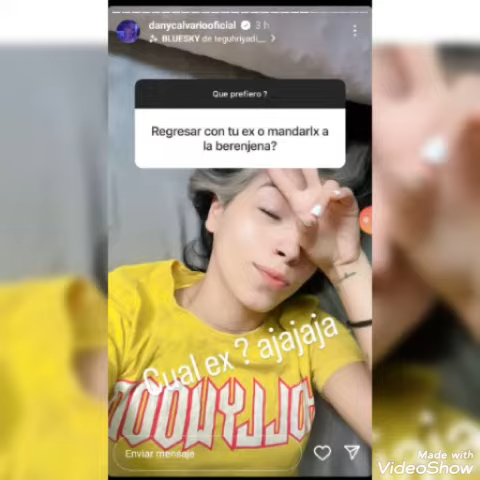 danycalvariooficial 3 h
BLUESKY de teguhriyadi__ >
Que prefiero ?
Regresar con tu ex o mandarlx a
la berenjena?
Cual ex ? ajajaja
Enviar mensaje
Made with
VideoShow